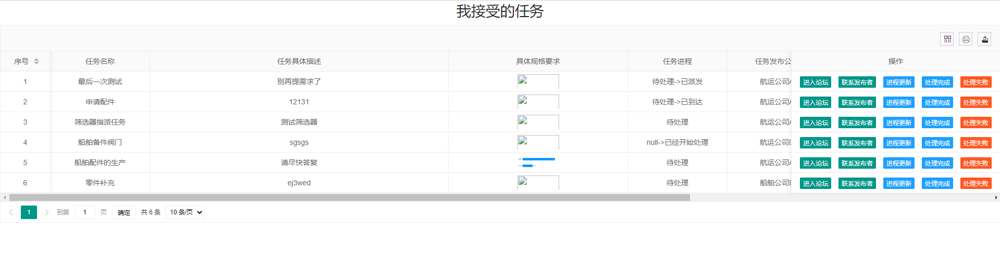 我接受的任务
序号 任务名称 任务具体描述 具体规格要求 任务进程 任务发布公 操作
1 最后一次测试 别再提需求了 待处理->已派发 航运公司A 进入论坛 联系发布者 进程更新 处理完成 处理失败
2 申请配件 12131 待处理->已到达 航运公司A 进入论坛 联系发布者 进程更新 处理完成 处理失败
3 筛选器指派任务 测试筛选器 待处理 航运公司A 进入论坛 联系发布者 进程更新 处理完成 处理失败
4 船舶备件阀门 sgsgs null->已经开始处理 航运公司 进入论坛 联系发布者 进程更新 处理完成 处理失败
5 船舶配件的生产 请尽快答复 待处理 航运公司A 进入论坛 联系发布者 进程更新 处理完成 处理失败
6 零件补充 ej3wed 待处理 船舶公司 进入论坛 联系发布者 进程更新 处理完成 处理失败
1 到第 1 页 确定 共 6 条 10 条/页